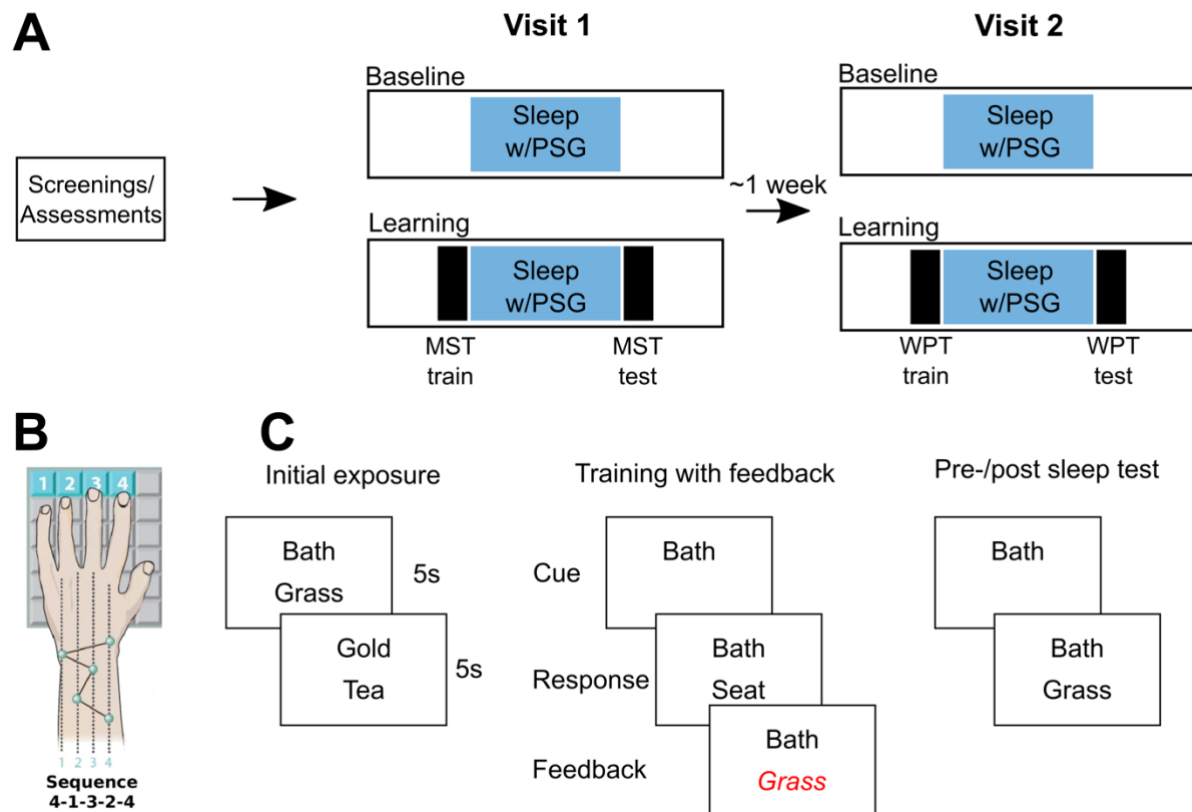 A
Visit 1
Visit 2
Baseline
Sleep
w/PSG
Baseline
Sleep
w/PSG
Screenings/
Assessments
~1 week
Learning
Sleep
w/PSG
MST
train
MST
test
Learning
Sleep
w/PSG
WPT
train
WPT
test
B
1 2 3 4
1 2 3 4
Sequence
4-1-3-2-4
C
Initial exposure
Bath
Grass
5s
Gold
Tea
5s
Training with feedback
Cue
Bath
Response
Bath
Seat
Feedback
Bath
Grass
Pre-/post sleep test
Bath
Bath
Grass